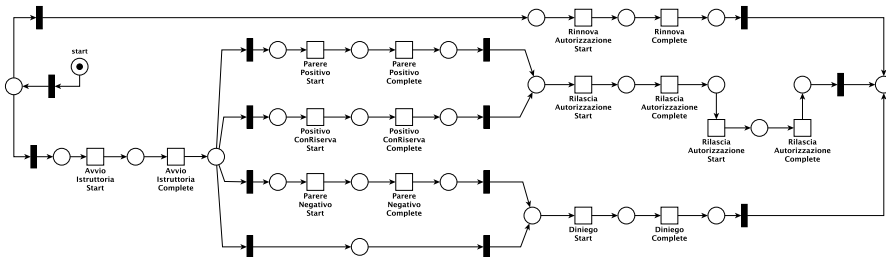 Rinnova
Autorizzazione
Start
Rinnova
Complete
start
Parere
Positivo
Start
Parere
Positivo
Complete
Rilascia
Autorizzazione
Start
Rilascia
Autorizzazione
Complete
Positivo
ConRiserva
Start
Positivo
ConRiserva
Complete
Rilascia
Autorizzazione
Start
Rilascia
Autorizzazione
Complete
Avvio
Istruttoria
Start
Avvio
Istruttoria
Complete
Parere
Negativo
Start
Parere
Negativo
Complete
Diniego
Start
Diniego
Complete